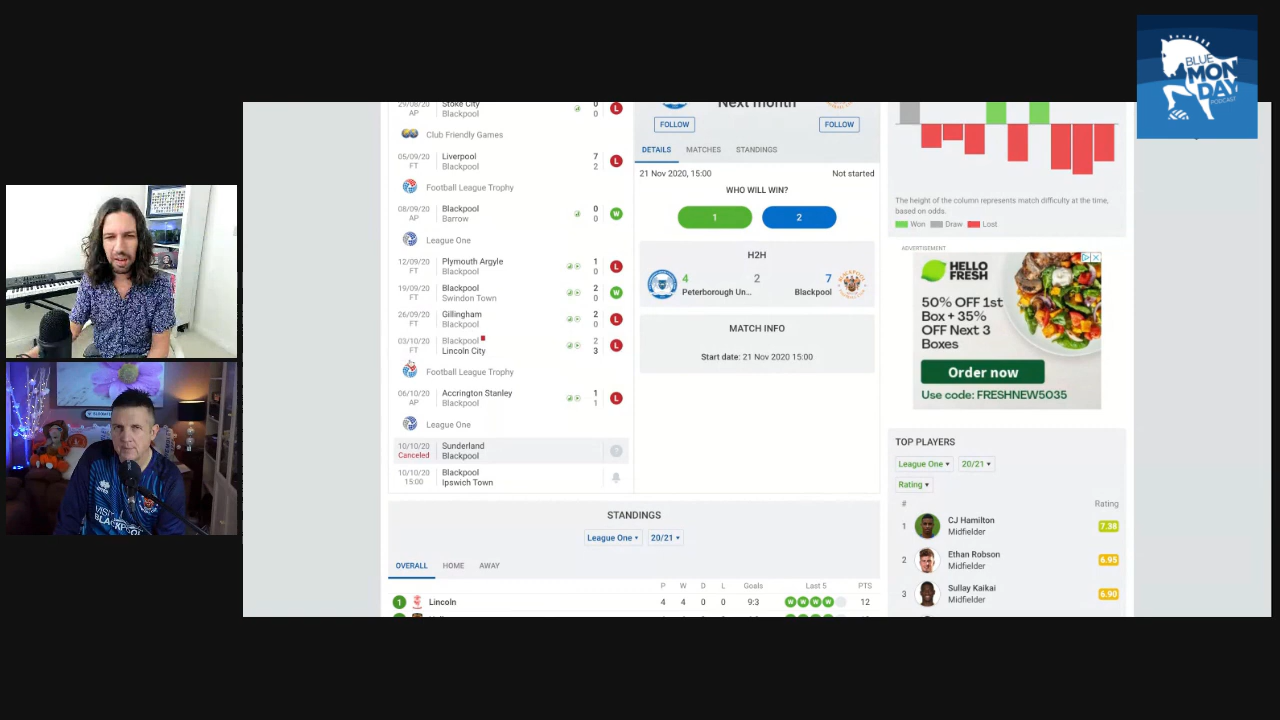 BLUE
MON
DAY
PODCAST
29/08/20 Stoke City 0
AP Blackpool 0 L
Club Friendly Games
05/09/20 Liverpool 7
FT Blackpool 2 L
Football League Trophy
08/09/20 Blackpool 0
AP Barrow 0 W
League One
12/09/20 Plymouth Argyle 1
FT Blackpool 0 L
19/09/20 Blackpool 2
FT Swindon Town 0 W
26/09/20 Gillingham 2
FT Blackpool 0 L
03/10/20 Blackpool 2
FT Lincoln City 3 L
Football League Trophy
06/10/20 Accrington Stanley 1
AP Blackpool 1 L
League One
10/10/20 Sunderland
Canceled Blackpool ?
10/10/20 Blackpool
15:00 Ipswich Town
Next month
FOLLOW FOLLOW
DETAILS MATCHES STANDINGS
21 Nov 2020, 15:00 Not started
WHO WILL WIN?
1 2
H2H
4 2 7
Peterborough Un... Blackpool
MATCH INFO
Start date: 21 Nov 2020 15:00
The height of the column represents match difficulty at the time,
based on odds.
Won Draw Lost
ADVERTISEMENT
HELLO
FRESH
50% OFF 1st
Box + 35%
OFF Next 3
Boxes
Order now
Use code: FRESHNEW5035
TOP PLAYERS
League One 20/21
Rating
# Rating
1 CJ Hamilton 7.38
Midfielder
2 Ethan Robson 6.95
Midfielder
3 Sullay Kaikai 6.90
Midfielder
STANDINGS
League One 20/21
OVERALL HOME AWAY
P W D L Goals Last 5 PTS
1 Lincoln 4 4 0 0 9:3 W W W W 12
VISIT
BLACKPOOL